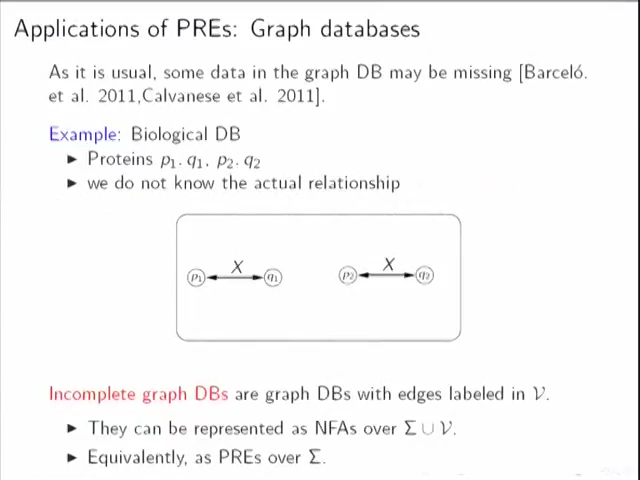 Applications of PREs: Graph databases
As it is usual, some data in the graph DB may be missing [Barceló.
et al. 2011,Calvanese et al. 2011].
Example: Biological DB
► Proteins p₁, q₁, p₂, q₂
► we do not know the actual relationship
X X
p₁ q₁ p₂ q₂
Incomplete graph DBs are graph DBs with edges labeled in 𝒱.
► They can be represented as NFAs over Σ ∪ 𝒱.
► Equivalently, as PREs over Σ.